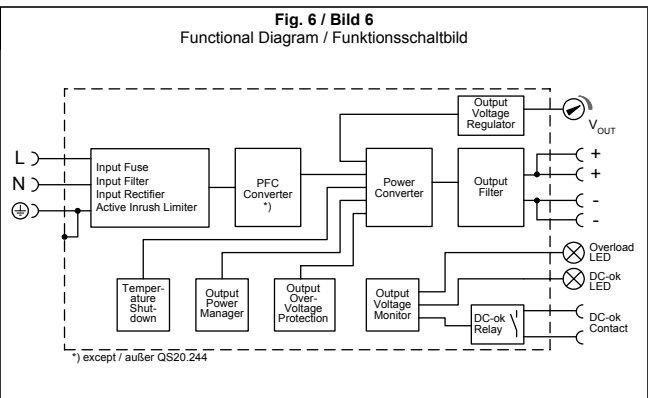 Fig. 6 / Bild 6
Functional Diagram / Funktionsschaltbild
Output
Voltage
Regulator
V_OUT
L
N
Input Fuse
Input Filter
Input Rectifier
Active Inrush Limiter
PFC
Converter
*)
Power
Converter
Output
Filter
+
+
-
-
Temper-
ature
Shut-
down
Output
Power
Manager
Output
Over-
Voltage
Protection
Output
Voltage
Monitor
Overload
LED
DC-ok
LED
DC-ok
Relay
DC-ok
Contact
*) except / außer QS20.244